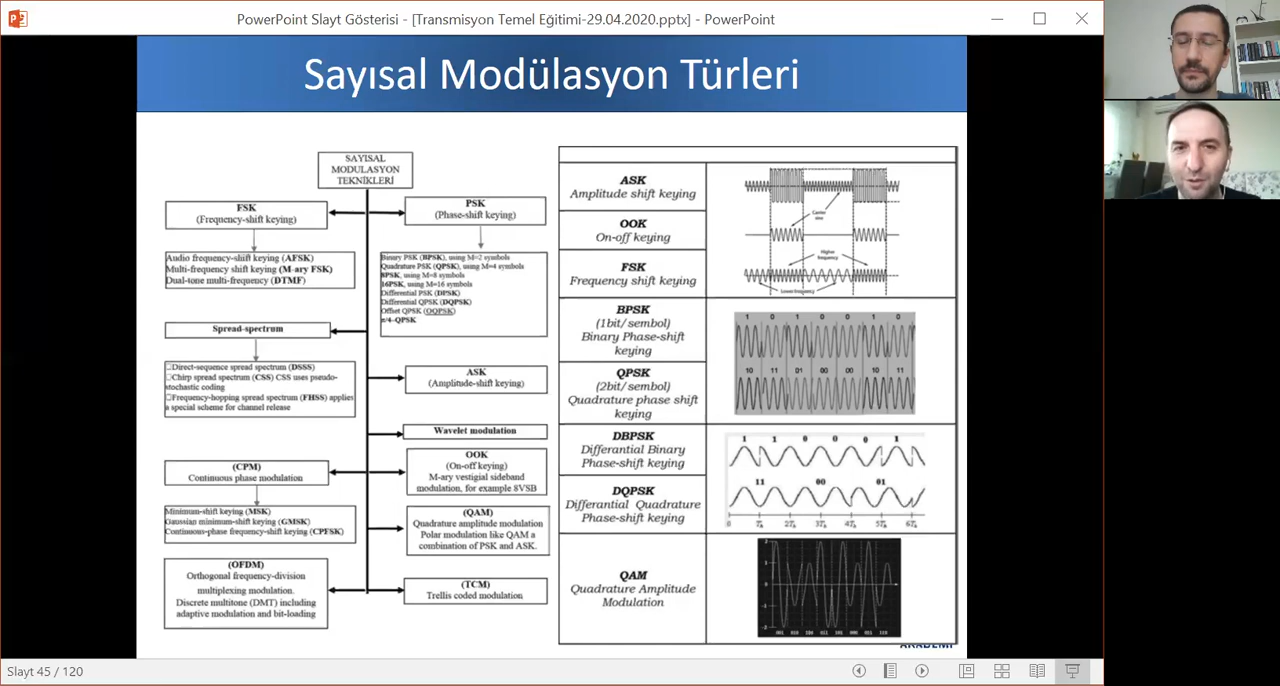 PowerPoint Slayt Gösterisi - [Transmisyon Temel Eğitimi-29.04.2020.pptx] - PowerPoint
Sayısal Modülasyon Türleri
SAYISAL
MODULASYON
TEKNİKLERİ
FSK
(Frequency-shift keying)
PSK
(Phase-shift keying)
Audio frequency-shift keying (AFSK)
Multi-frequency shift keying (M-ary FSK)
Dual-tone multi-frequency (DTMF)
Binary PSK (BPSK), using M=2 symbols
Quadrature PSK (QPSK), using M=4 symbols
8PSK, using M=8 symbols
16PSK, using M=16 symbols
Differential PSK (DPSK)
Differential QPSK (DQPSK)
Offset QPSK (OQPSK)
π/4–QPSK
Spread-spectrum
Direct-sequence spread spectrum (DSSS)
Chirp spread spectrum (CSS) CSS uses pseudo-
stochastic coding
Frequency-hopping spread spectrum (FHSS) applies
a special scheme for channel release
ASK
(Amplitude-shift keying)
Wavelet modulation
(CPM)
Continuous phase modulation
OOK
(On-off keying)
M-ary vestigial sideband
modulation, for example 8VSB
Minimum-shift keying (MSK)
Gaussian minimum-shift keying (GMSK)
Continuous-phase frequency-shift keying (CPFSK)
(QAM)
Quadrature amplitude modulation
Polar modulation like QAM a
combination of PSK and ASK.
(OFDM)
Orthogonal frequency-division
multiplexing modulation.
Discrete multitone (DMT) including
adaptive modulation and bit-loading
(TCM)
Trellis coded modulation
ASK
Amplitude shift keying
OOK
On-off keying
FSK
Frequency shift keying
Carrier
sine
Higher
frequency
Lower frequency
BPSK
(1bit/sembol)
Binary Phase-shift
keying
QPSK
(2bit/sembol)
Quadrature phase shift
keying
1 0 1 0 0 1 0
10 11 01 00 00 10 11
DBPSK
Differantial Binary
Phase-shift keying
DQPSK
Differantial Quadrature
Phase-shift keying
1 1 0 0 0 1
11 00 01
QAM
Quadrature Amplitude
Modulation
AKADEMİ
Slayt 45 / 120